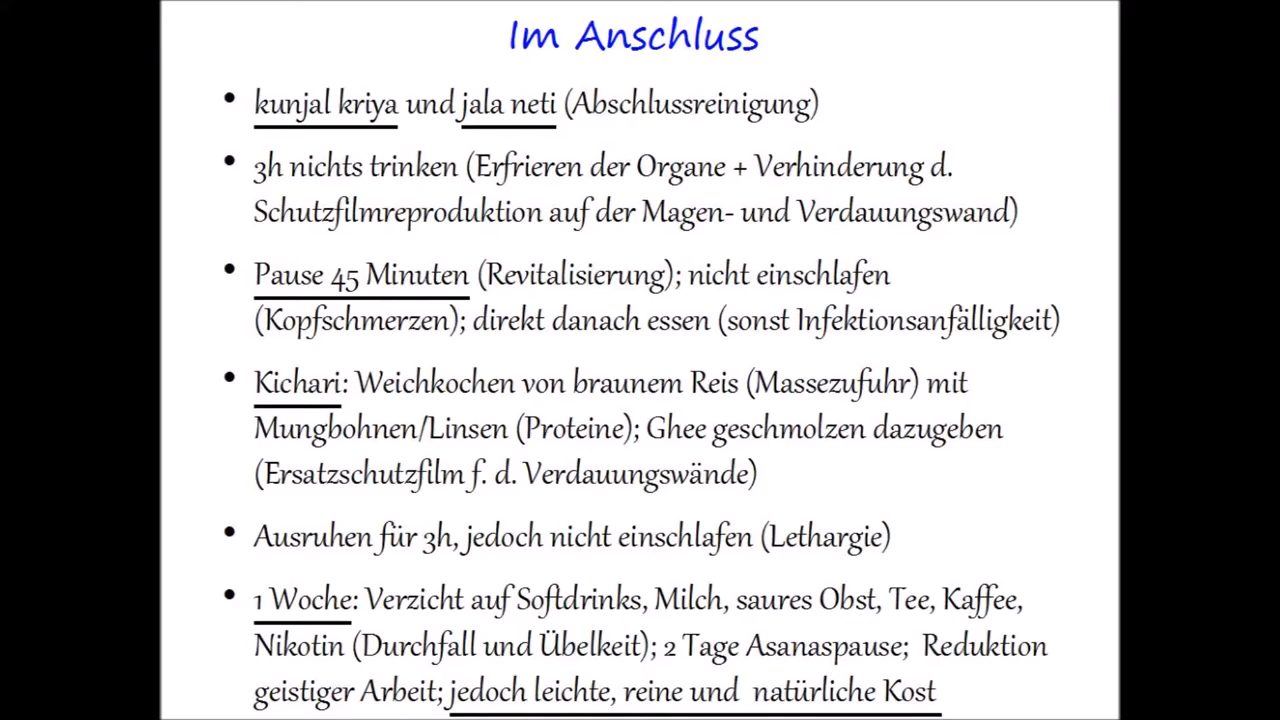 Im Anschluss
• kunjal kriya und jala neti (Abschlussreinigung)
• 3h nichts trinken (Erfrieren der Organe + Verhinderung d.
Schutzfilmreproduktion auf der Magen- und Verdauungswand)
• Pause 45 Minuten (Revitalisierung); nicht einschlafen
(Kopfschmerzen); direkt danach essen (sonst Infektionsanfälligkeit)
• Kichari: Weichkochen von braunem Reis (Massezufuhr) mit
Mungbohnen/Linsen (Proteine); Ghee geschmolzen dazugeben
(Ersatzschutzfilm f. d. Verdauungswände)
• Ausruhen für 3h, jedoch nicht einschlafen (Lethargie)
• 1 Woche: Verzicht auf Softdrinks, Milch, saures Obst, Tee, Kaffee,
Nikotin (Durchfall und Übelkeit); 2 Tage Asanaspause; Reduktion
geistiger Arbeit; jedoch leichte, reine und natürliche Kost